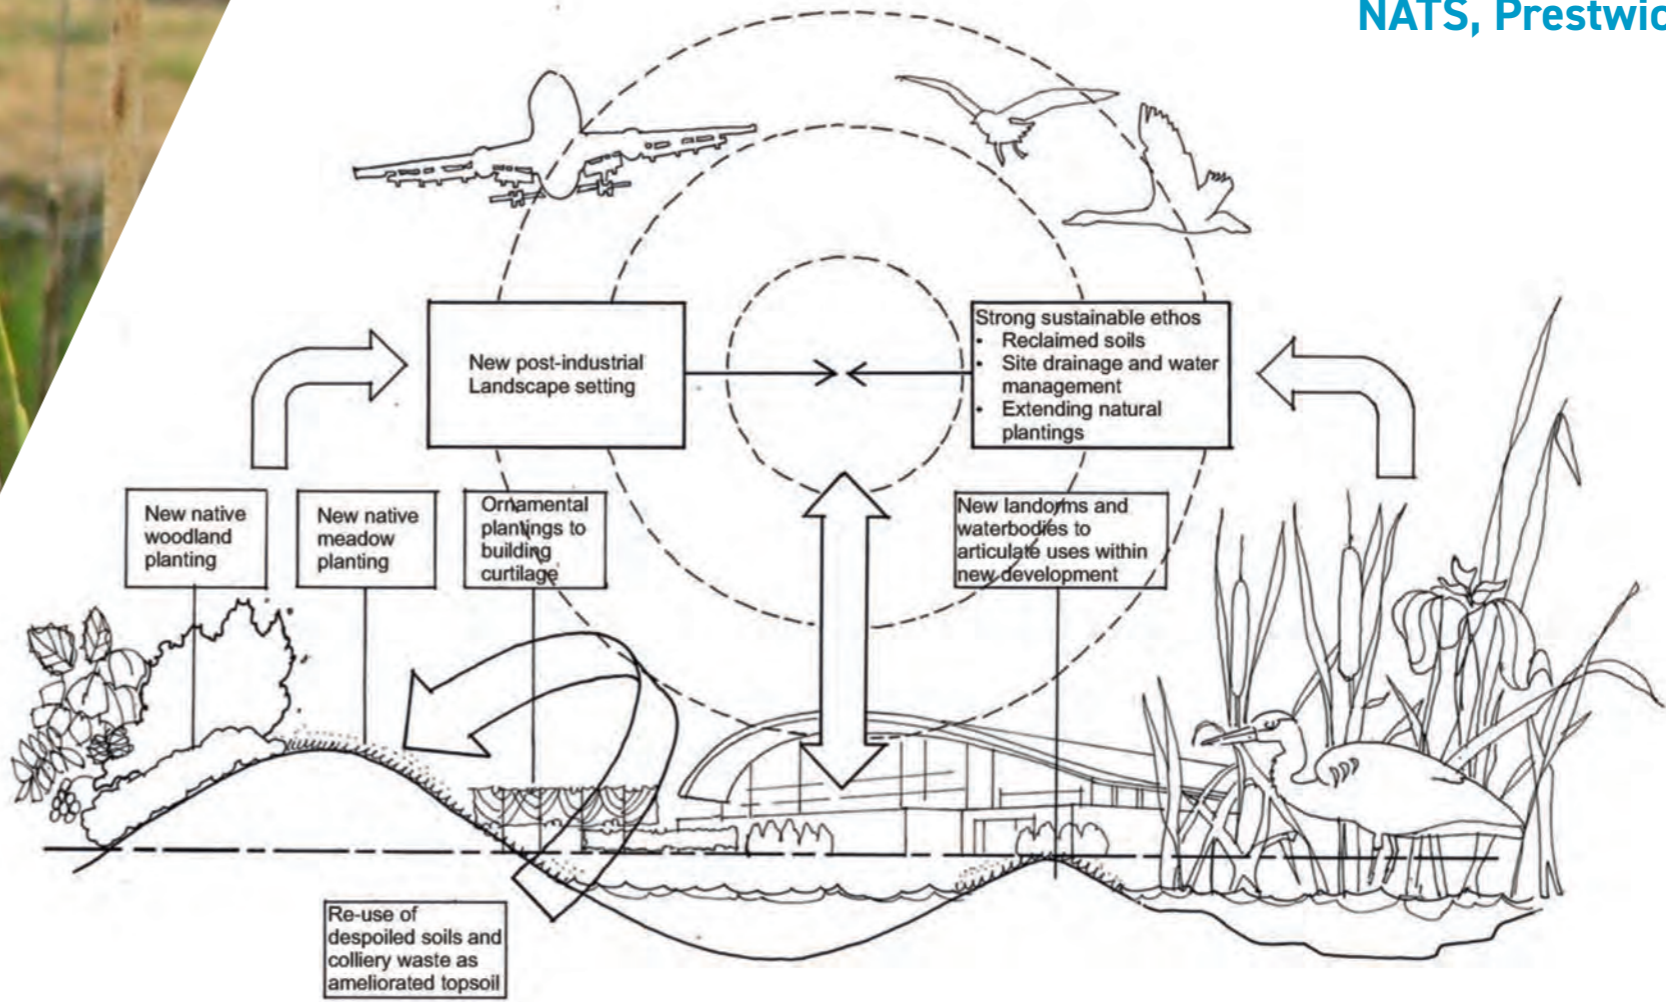 NATS, Prestwic
New post-industrial
Landscape setting
Strong sustainable ethos
• Reclaimed soils
• Site drainage and water
management
• Extending natural
plantings
New native
woodland
planting
New native
meadow
planting
Ornamental
plantings to
building
curtilage
New landorms and
waterbodies to
articulate uses within
new development
Re-use of
despoiled soils and
colliery waste as
ameliorated topsoil